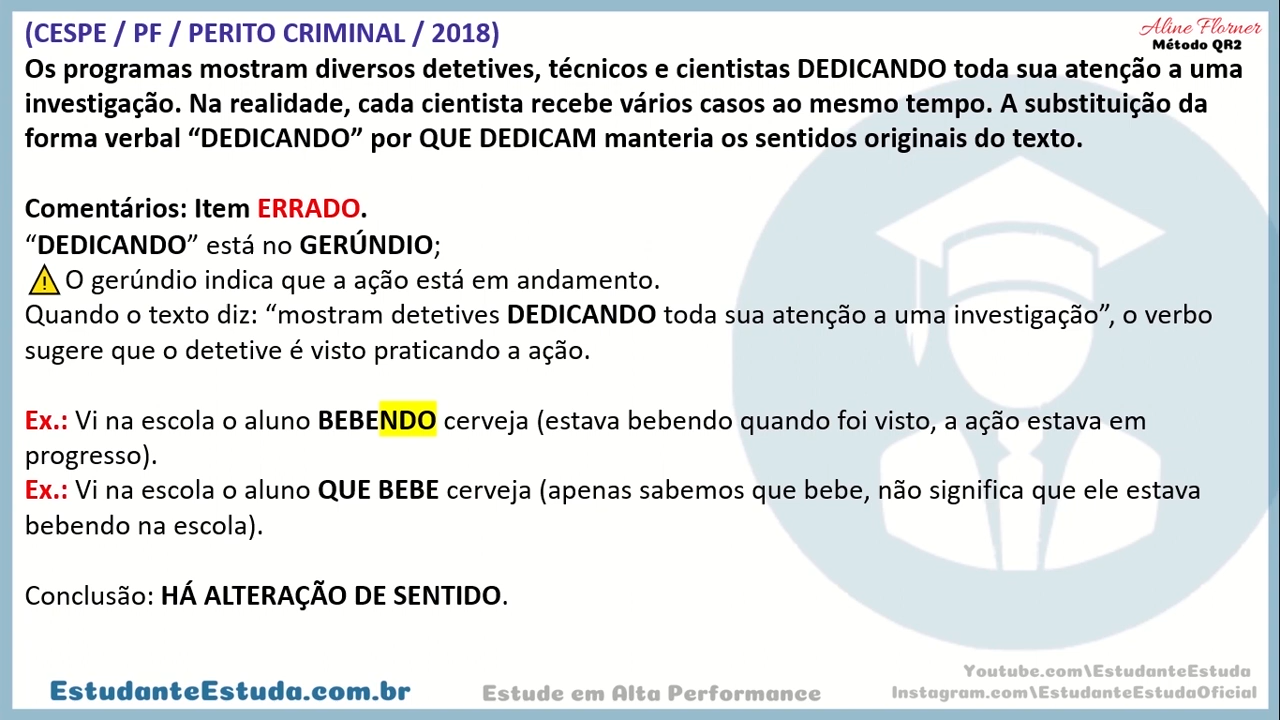 (CESPE / PF / PERITO CRIMINAL / 2018)
Aline Florner
Método QR2
Os programas mostram diversos detetives, técnicos e cientistas DEDICANDO toda sua atenção a uma
investigação. Na realidade, cada cientista recebe vários casos ao mesmo tempo. A substituição da
forma verbal “DEDICANDO” por QUE DEDICAM manteria os sentidos originais do texto.
Comentários: Item ERRADO.
“DEDICANDO” está no GERÚNDIO;
O gerúndio indica que a ação está em andamento.
Quando o texto diz: “mostram detetives DEDICANDO toda sua atenção a uma investigação”, o verbo
sugere que o detetive é visto praticando a ação.
Ex.: Vi na escola o aluno BEBENDO cerveja (estava bebendo quando foi visto, a ação estava em
progresso).
Ex.: Vi na escola o aluno QUE BEBE cerveja (apenas sabemos que bebe, não significa que ele estava
bebendo na escola).
Conclusão: HÁ ALTERAÇÃO DE SENTIDO.
EstudanteEstuda.com.br
Estude em Alta Performance
Youtube.com\EstudanteEstuda
Instagram.com\EstudanteEstudaOficial